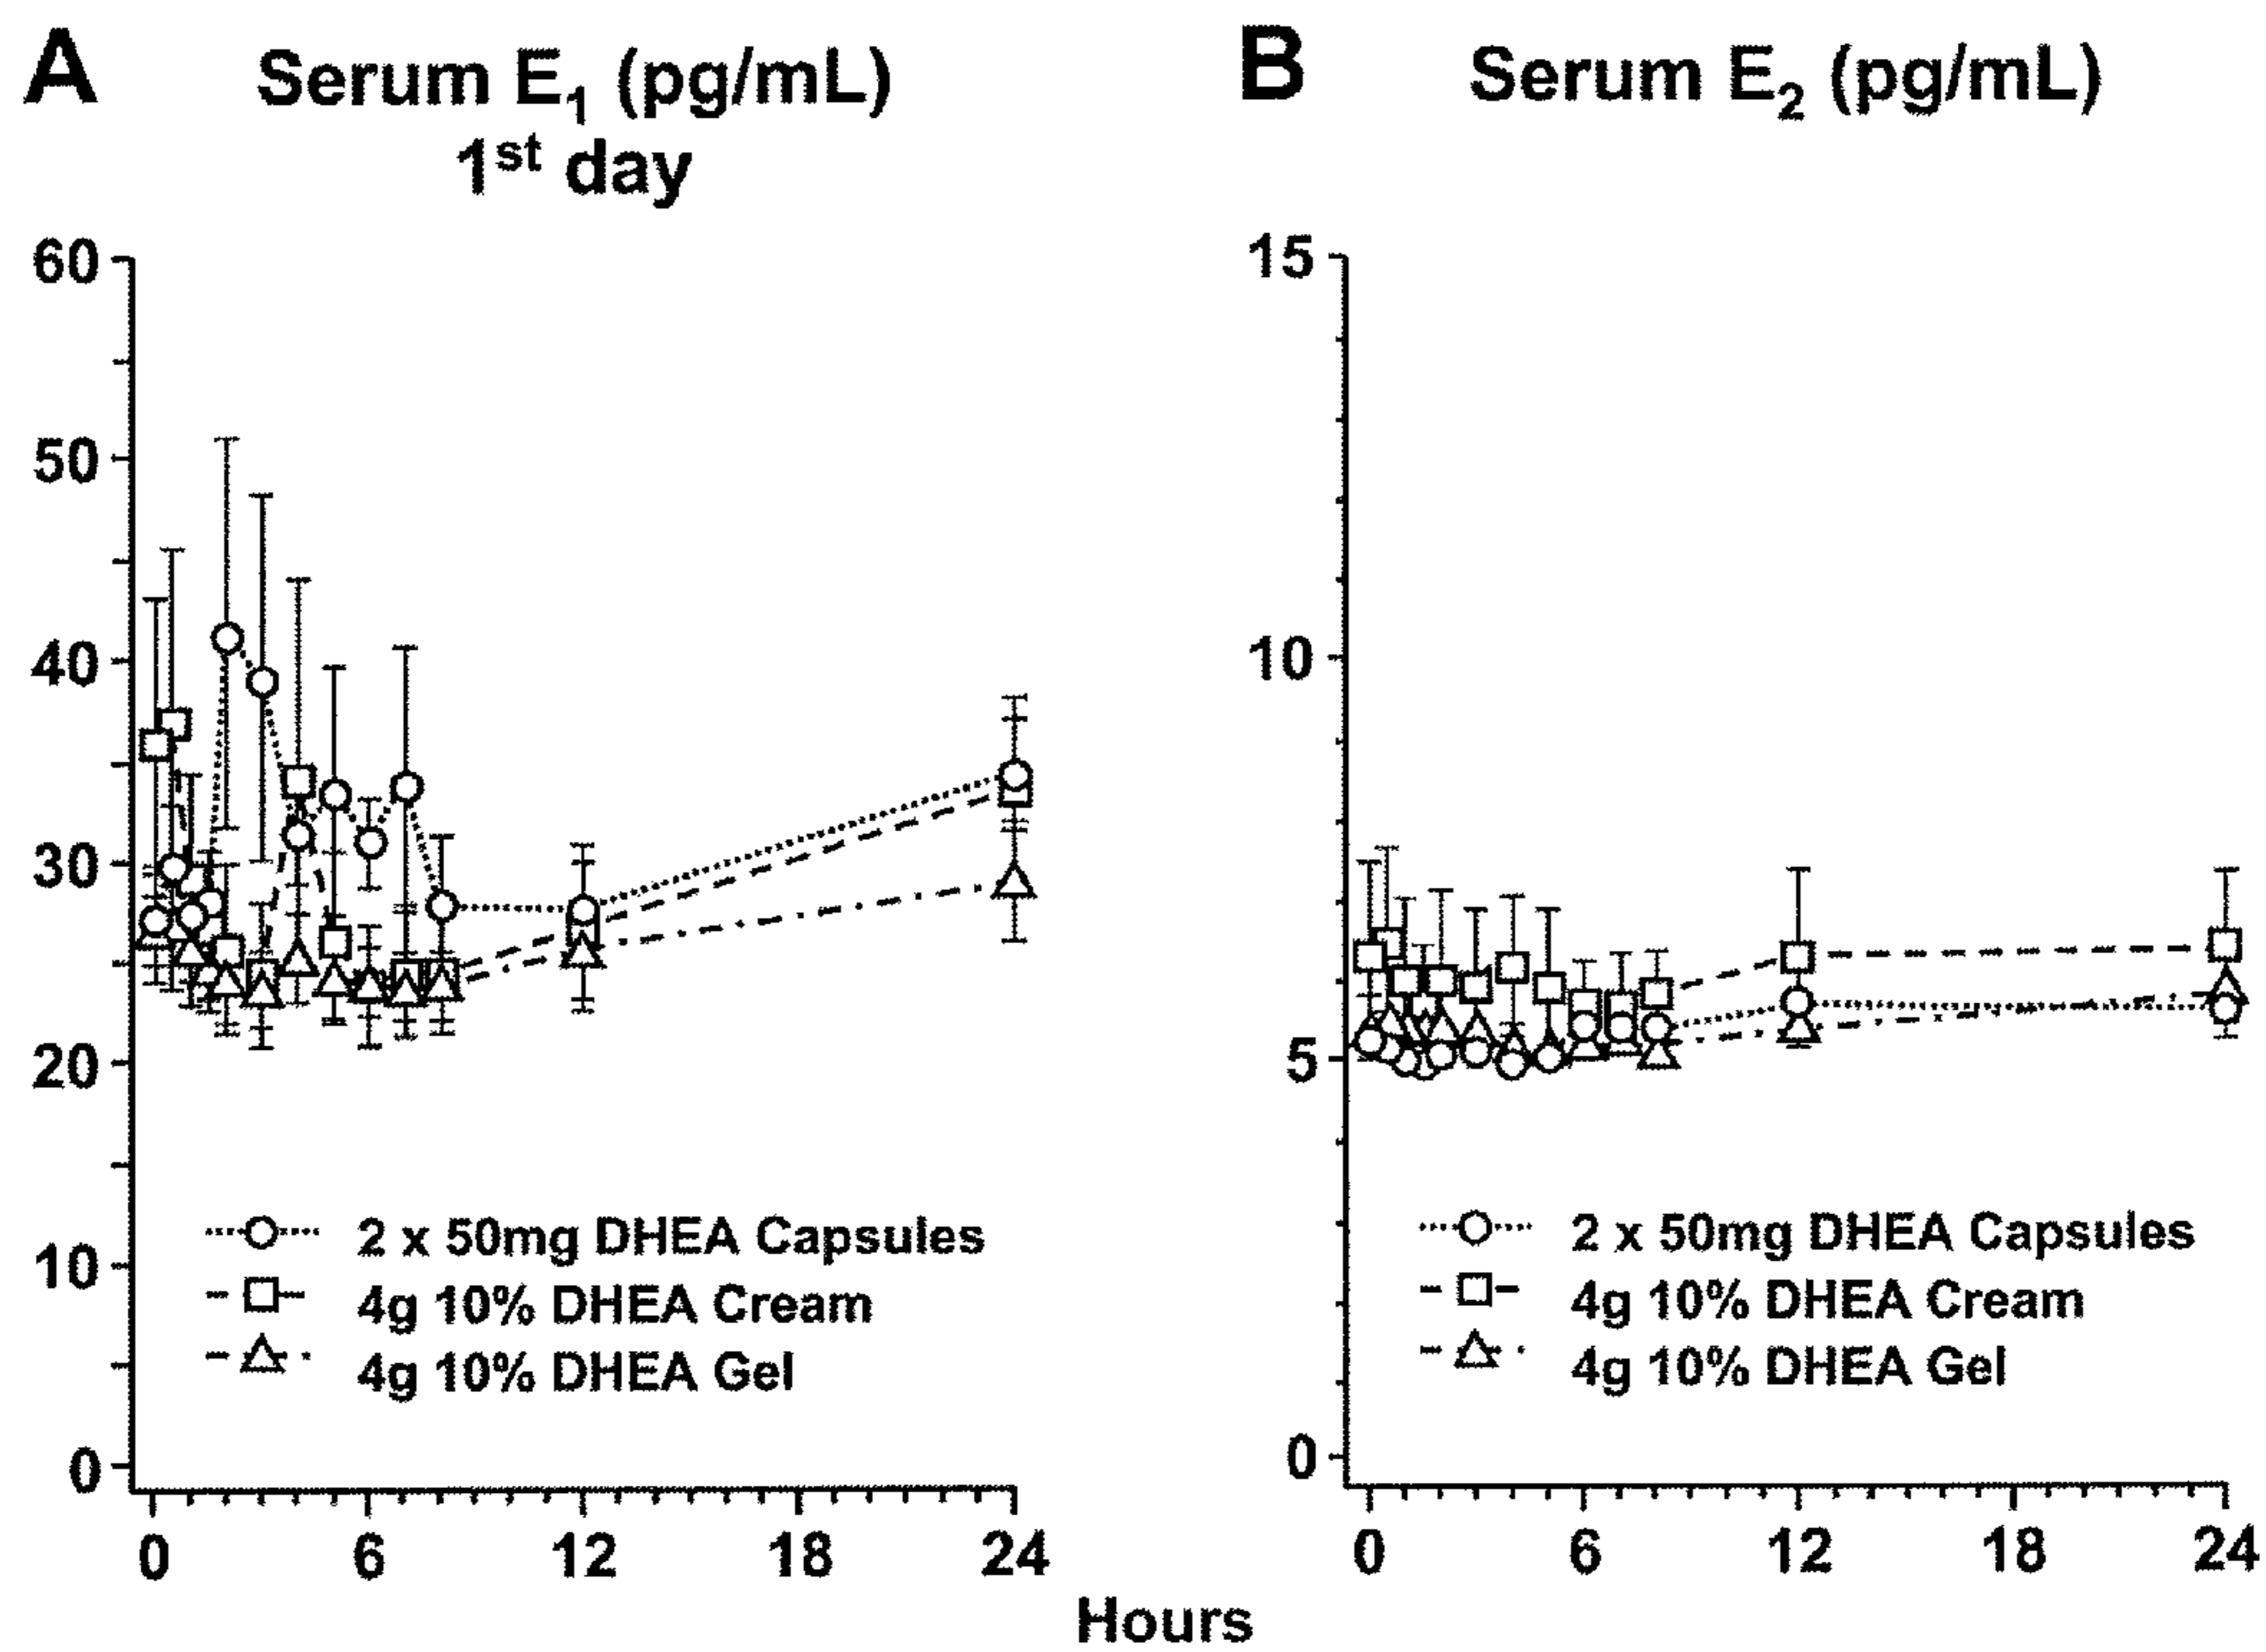 A
Serum E₁ (pg/mL)
1st day
60
50
40
30
20
10
0
0 6 12 18 24
2 x 50mg DHEA Capsules
4g 10% DHEA Cream
4g 10% DHEA Gel
B
Serum E₂ (pg/mL)
15
10
5
0
0 6 12 18 24
2 x 50mg DHEA Capsules
4g 10% DHEA Cream
4g 10% DHEA Gel
Hours